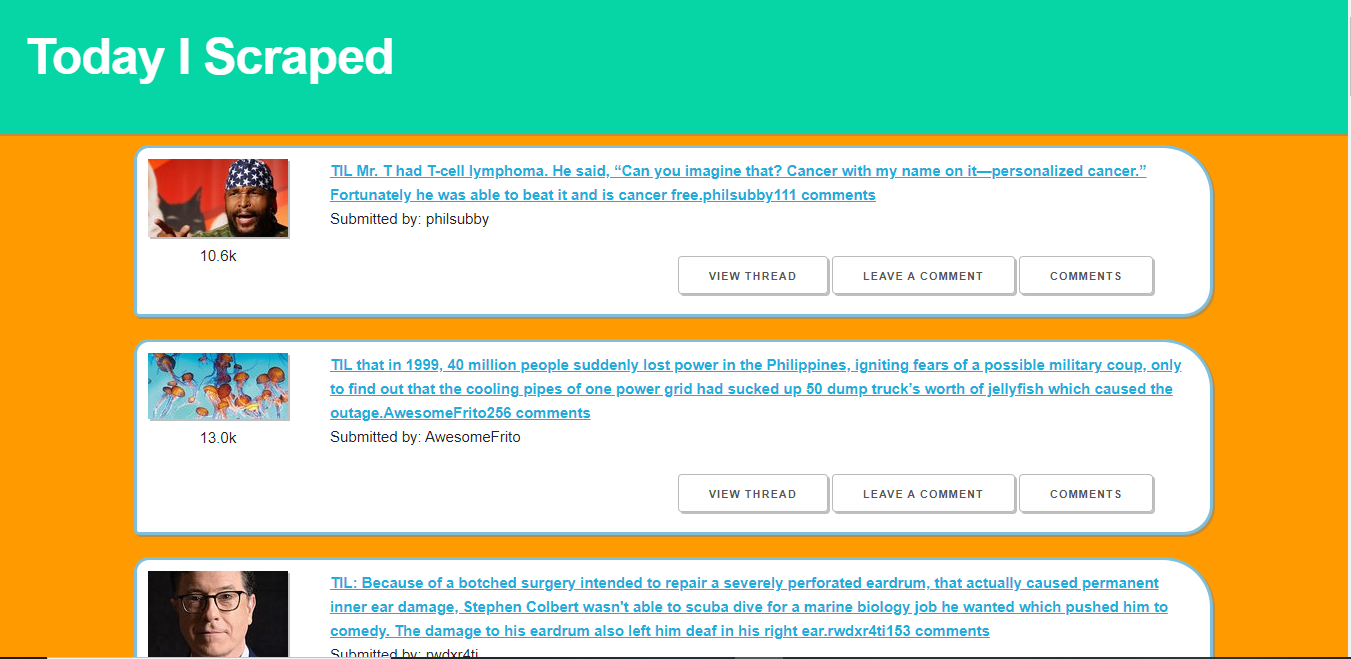 Today I Scraped
TIL Mr. T had T-cell lymphoma. He said, “Can you imagine that? Cancer with my name on it—personalized cancer.”
Fortunately he was able to beat it and is cancer free.philsubby111 comments
Submitted by: philsubby
10.6k
VIEW THREAD
LEAVE A COMMENT
COMMENTS
TIL that in 1999, 40 million people suddenly lost power in the Philippines, igniting fears of a possible military coup, only
to find out that the cooling pipes of one power grid had sucked up 50 dump truck’s worth of jellyfish which caused the
outage.AwesomeFrito256 comments
Submitted by: AwesomeFrito
13.0k
VIEW THREAD
LEAVE A COMMENT
COMMENTS
TIL: Because of a botched surgery intended to repair a severely perforated eardrum, that actually caused permanent
inner ear damage, Stephen Colbert wasn't able to scuba dive for a marine biology job he wanted which pushed him to
comedy. The damage to his eardrum also left him deaf in his right ear.rwdxr4ti153 comments
Submitted by: rwdxr4ti